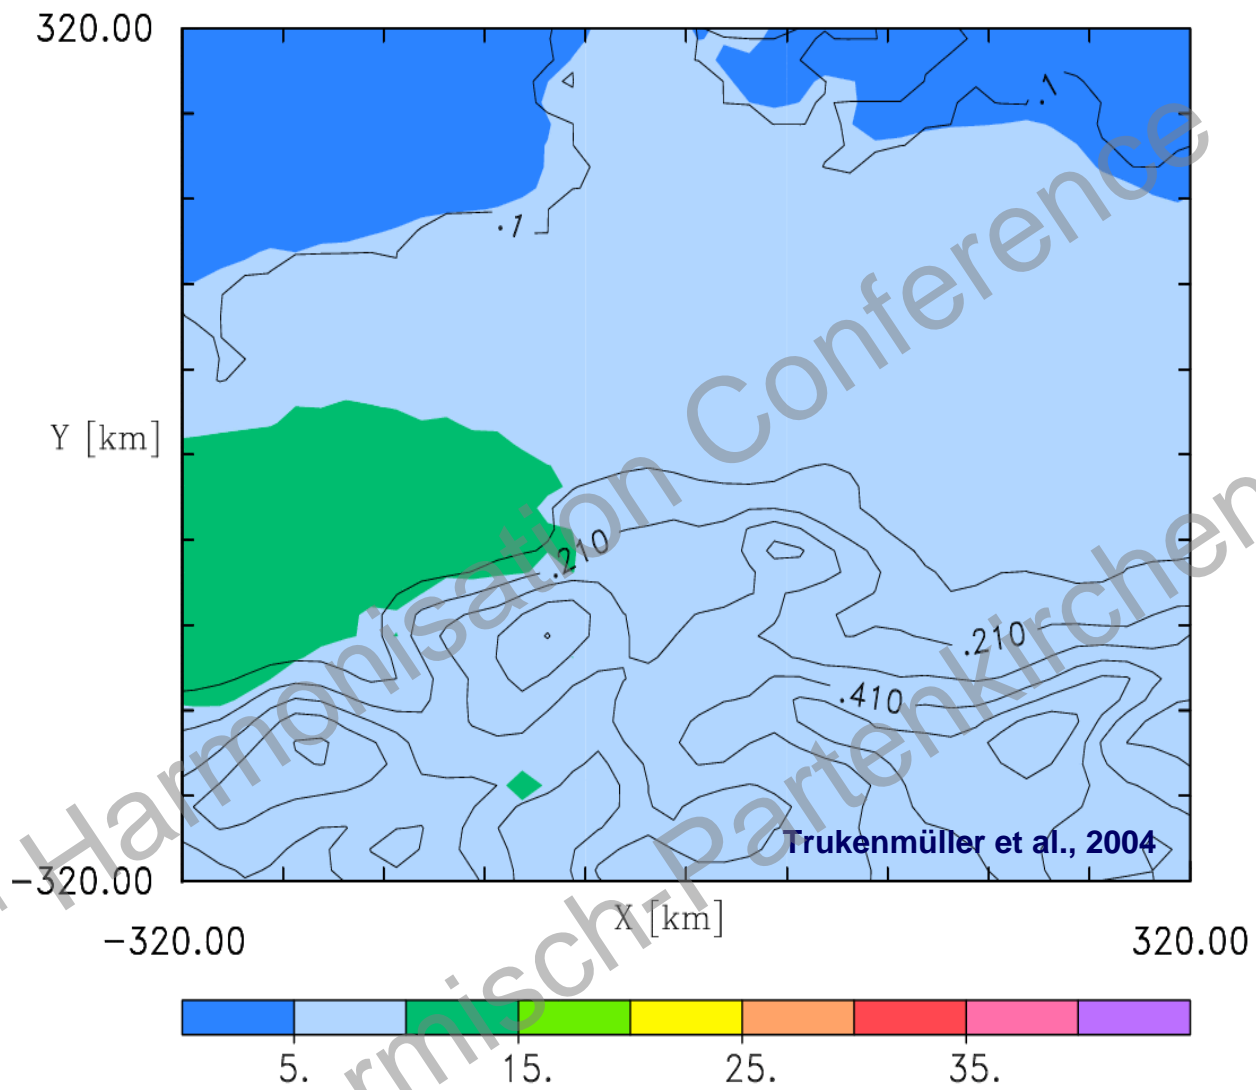 320.00
.1
.1
Y [km]
.210
.210
.410
Trukenmüller et al., 2004
-320.00
X [km]
-320.00
320.00
5.
15.
25.
35.
Harmonisation Conference
rmisch-Partenkirchen